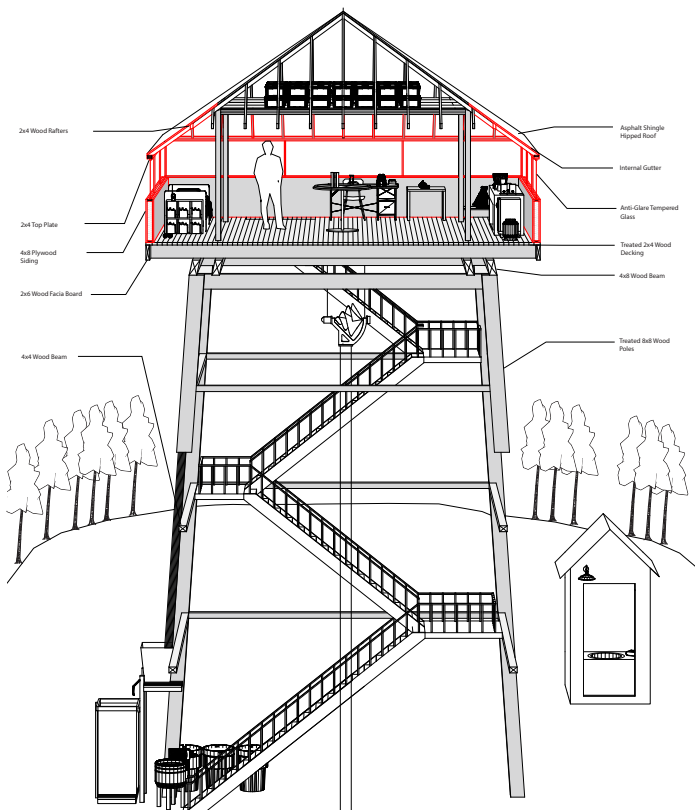 2x4 Wood Rafters
2x4 Top Plate
4x8 Plywood
Siding
2x6 Wood Facia Board
4x4 Wood Beam
Asphalt Shingle
Hipped Roof
Internal Gutter
Anti-Glare Tempered
Glass
Treated 2x4 Wood
Decking
4x8 Wood Beam
Treated 8x8 Wood
Poles